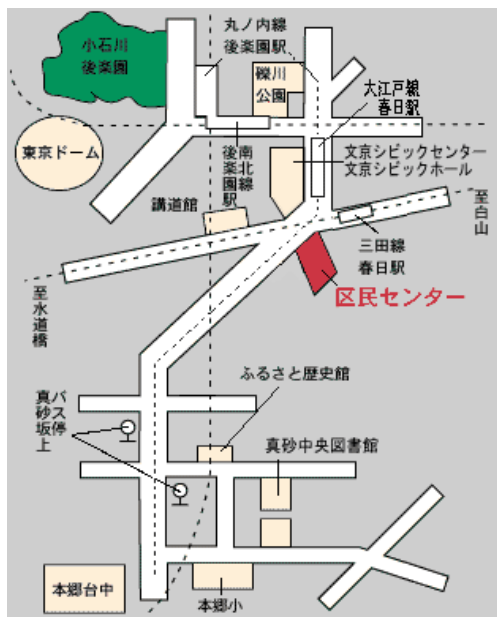 小石川
後楽園
丸ノ内線
後楽園駅
礫川
公園
大江戸線
春日駅
東京ドーム
後楽園駅
南北線
文京シビックセンター
文京シビックホール
講道館
至白山
三田線
春日駅
区民センター
至水道橋
ふるさと歴史館
真砂坂上
バス停
真砂中央図書館
本郷台中
本郷小